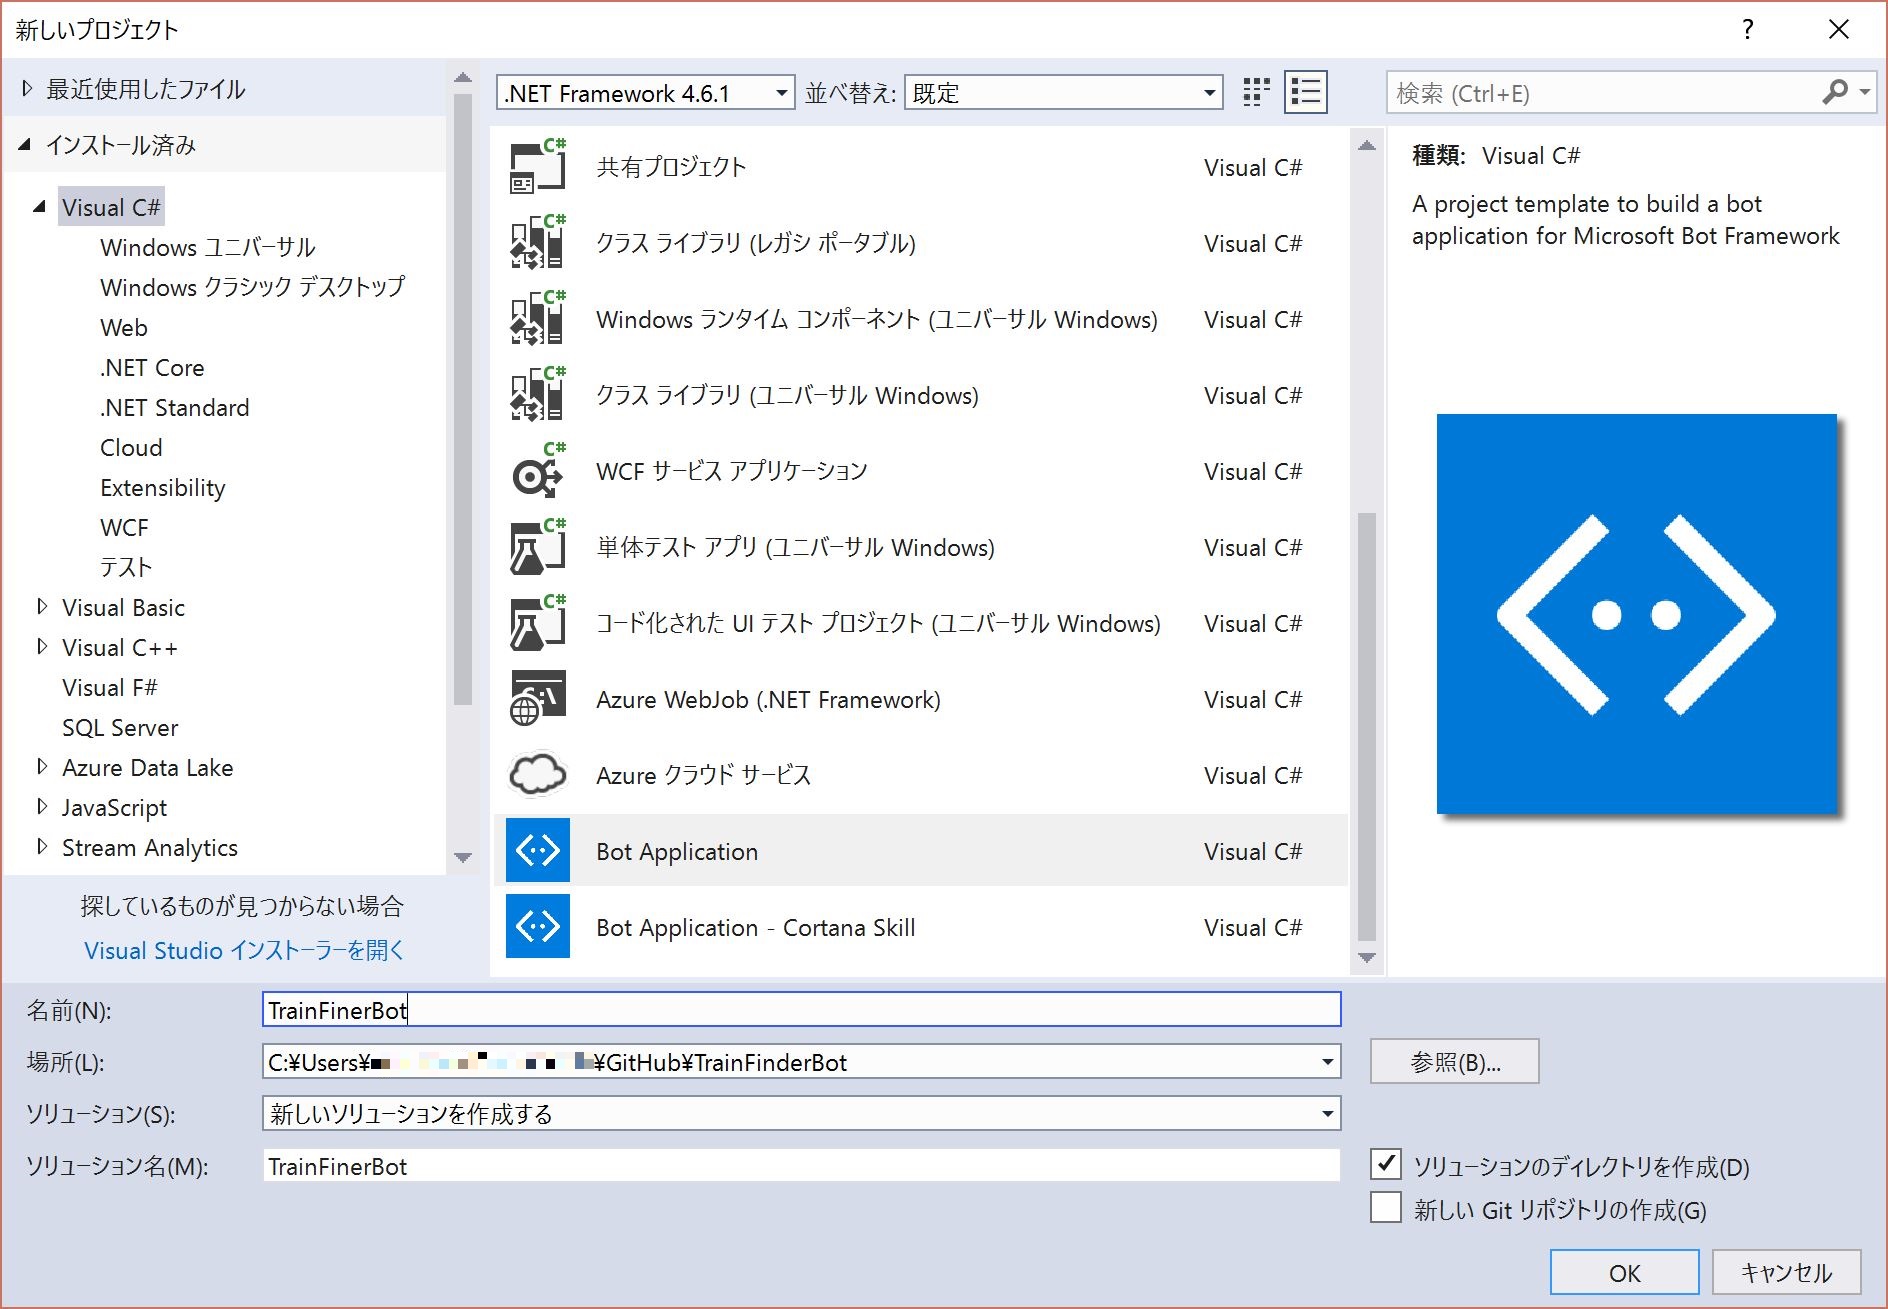 新しいプロジェクト
?
最近使用したファイル
インストール済み
Visual C#
Windows ユニバーサル
Windows クラシック デスクトップ
Web
.NET Core
.NET Standard
Cloud
Extensibility
WCF
テスト
Visual Basic
Visual C++
Visual F#
SQL Server
Azure Data Lake
JavaScript
Stream Analytics
探しているものが見つからない場合
Visual Studio インストーラーを開く
.NET Framework 4.6.1
並べ替え:
既定
検索 (Ctrl+E)
共有プロジェクト Visual C#
クラス ライブラリ (レガシ ポータブル) Visual C#
Windows ランタイム コンポーネント (ユニバーサル Windows) Visual C#
クラス ライブラリ (ユニバーサル Windows) Visual C#
WCF サービス アプリケーション Visual C#
単体テスト アプリ (ユニバーサル Windows) Visual C#
コード化された UI テスト プロジェクト (ユニバーサル Windows) Visual C#
Azure WebJob (.NET Framework) Visual C#
Azure クラウド サービス Visual C#
Bot Application Visual C#
Bot Application - Cortana Skill Visual C#
種類: Visual C#
A project template to build a bot
application for Microsoft Bot Framework
名前(N): TrainFinerBot
場所(L): C:¥Users¥ ¥GitHub¥TrainFinderBot
参照(B)...
ソリューション(S): 新しいソリューションを作成する
ソリューション名(M): TrainFinerBot
ソリューションのディレクトリを作成(D)
新しい Git リポジトリの作成(G)
OK
キャンセル